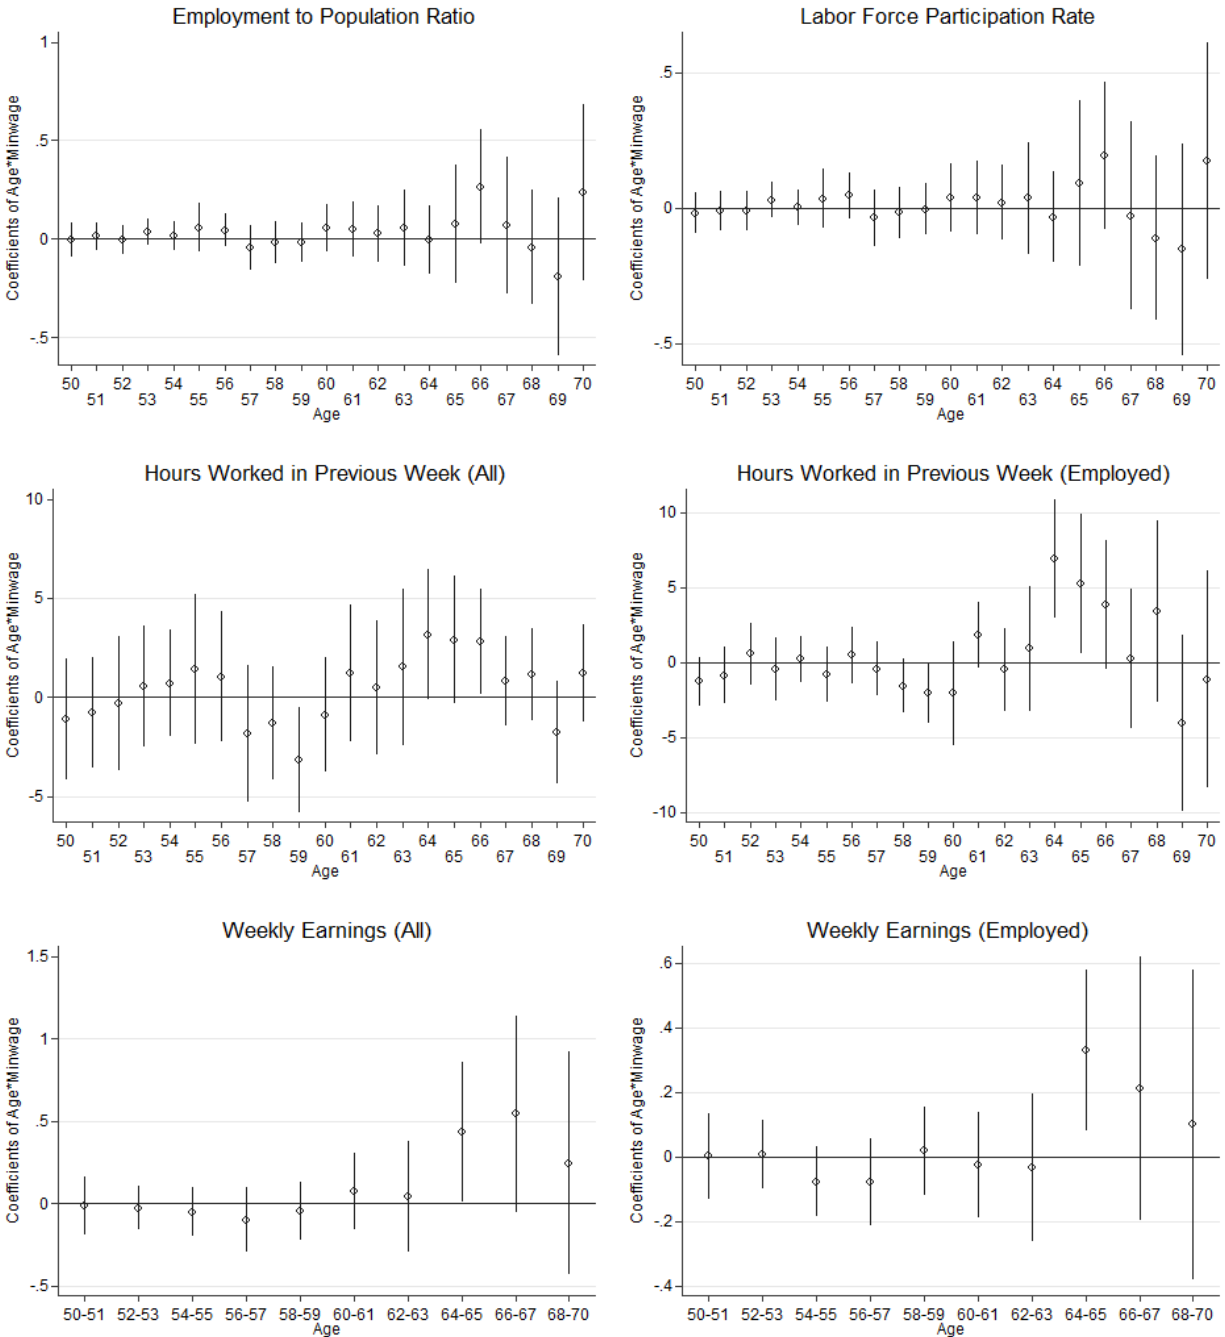 Employment to Population Ratio
Coefficients of Age*Minwage
1
.5
0
-.5
50 52 54 56 58 60 62 64 66 68 70
51 53 55 57 59 61 63 65 67 69
Age
Labor Force Participation Rate
Coefficients of Age*Minwage
.5
0
-.5
50 52 54 56 58 60 62 64 66 68 70
51 53 55 57 59 61 63 65 67 69
Age
Hours Worked in Previous Week (All)
Coefficients of Age*Minwage
10
5
0
-5
50 52 54 56 58 60 62 64 66 68 70
51 53 55 57 59 61 63 65 67 69
Age
Hours Worked in Previous Week (Employed)
Coefficients of Age*Minwage
10
5
0
-5
-10
50 52 54 56 58 60 62 64 66 68 70
51 53 55 57 59 61 63 65 67 69
Age
Weekly Earnings (All)
Coefficients of Age*Minwage
1.5
1
.5
0
-.5
50-51 52-53 54-55 56-57 58-59 60-61 62-63 64-65 66-67 68-70
Age
Weekly Earnings (Employed)
Coefficients of Age*Minwage
.6
.4
.2
0
-.2
-.4
50-51 52-53 54-55 56-57 58-59 60-61 62-63 64-65 66-67 68-70
Age